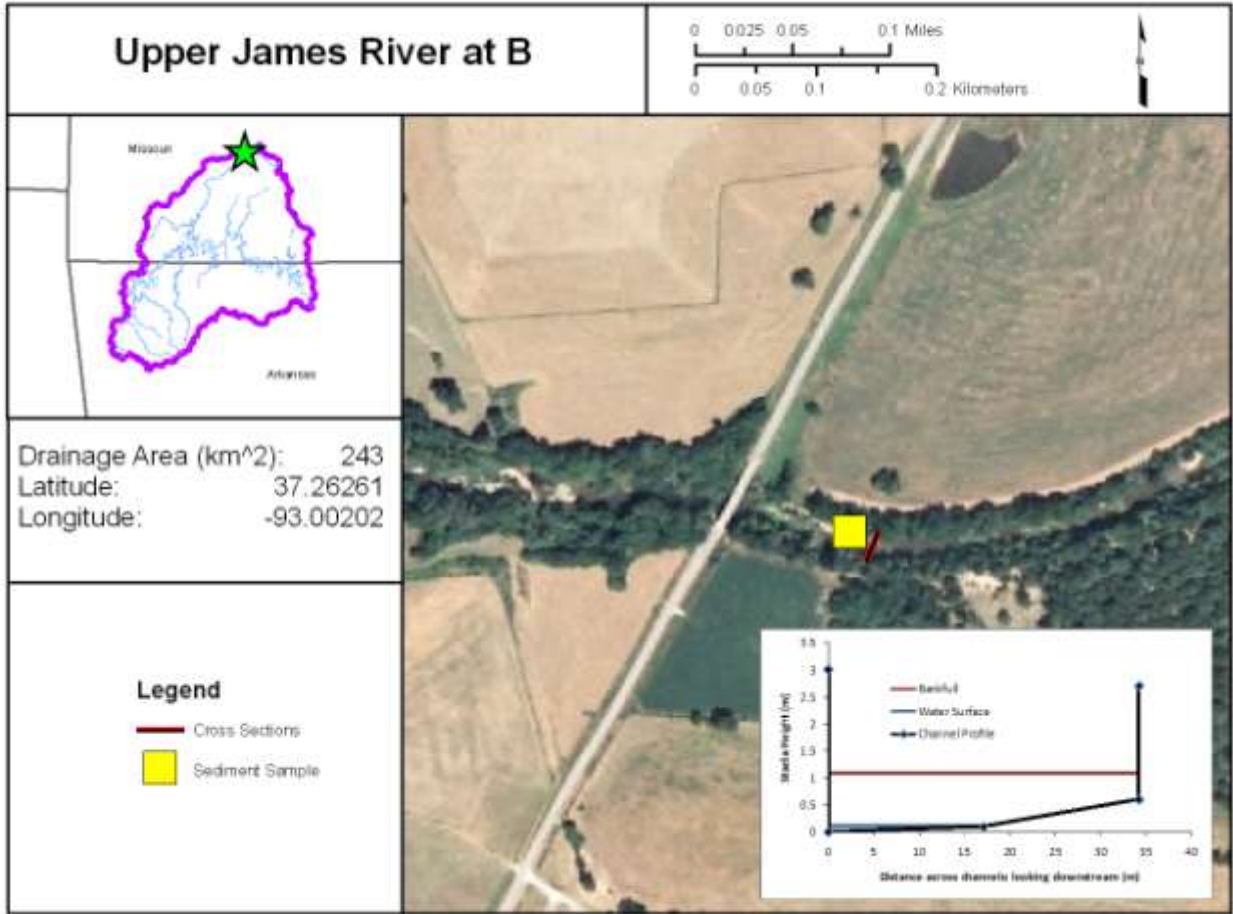 Upper James River at B
0 0.025 0.05 0.1 Miles
0 0.05 0.1 0.2 Kilometers
N
Missouri
Arkansas
Drainage Area (km^2): 243
Latitude: 37.26261
Longitude: -93.00202
Legend
Cross Sections
Sediment Sample
3.5
3
2.5
2
1.5
1
0.5
0
Stadia Height (m)
Bankfull
Water Surface
Channel Profile
0 5 10 15 20 25 30 35 40
Distance across channels looking downstream (m)